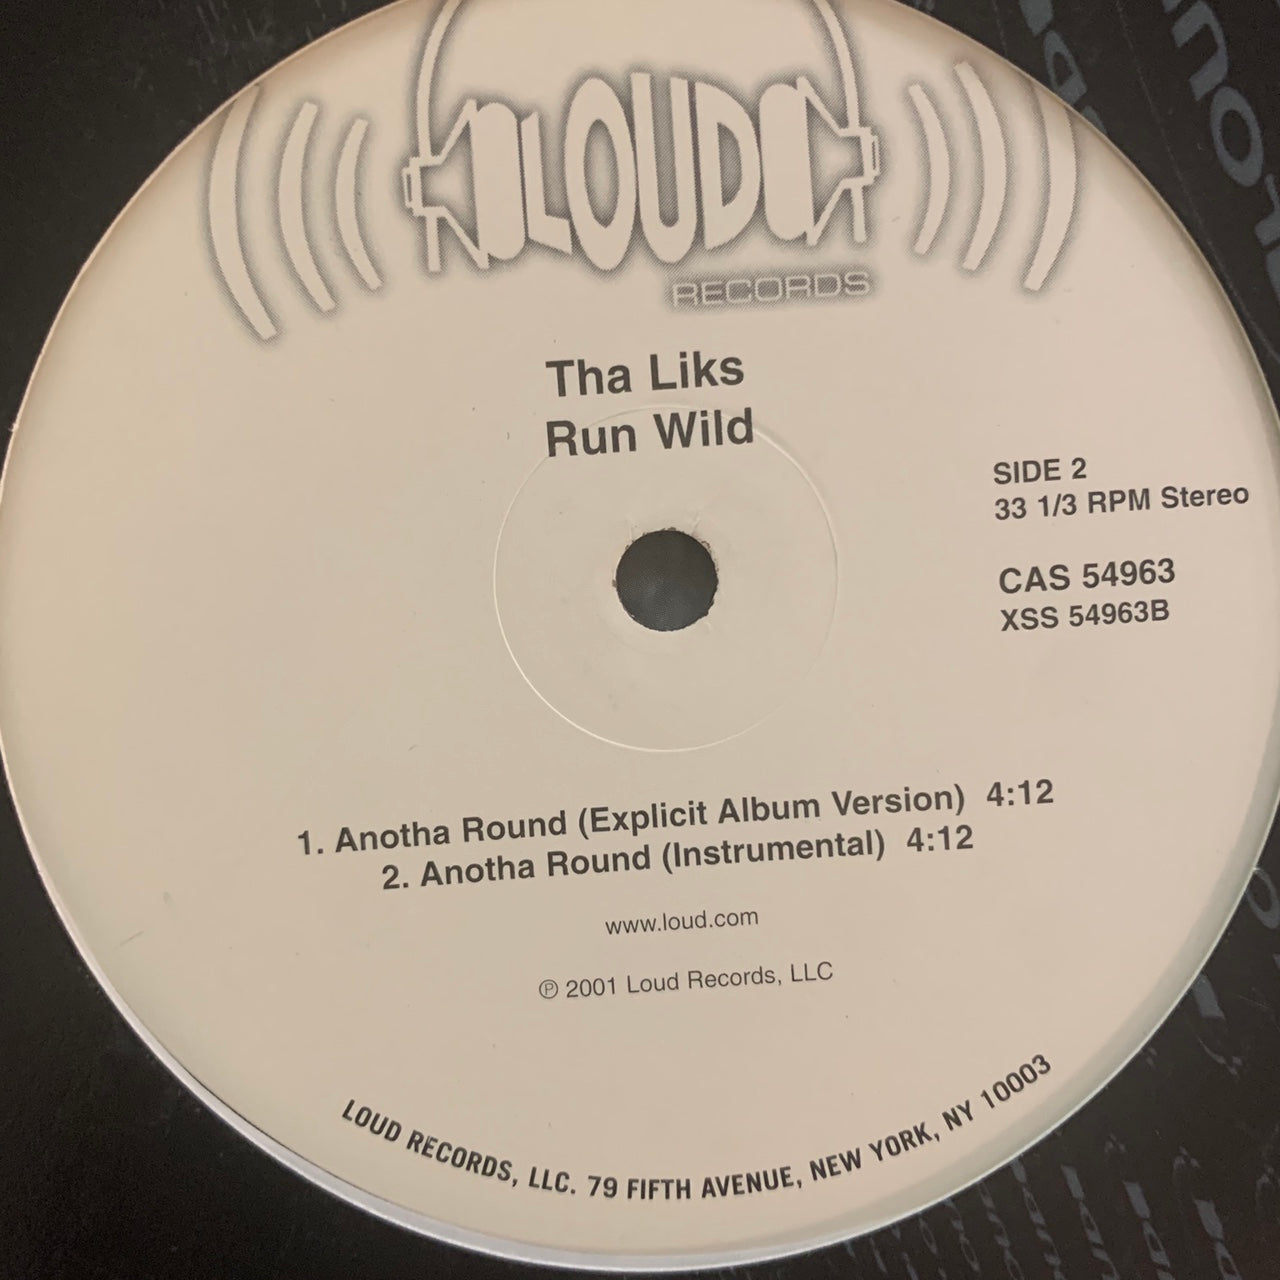 LOUD
RECORDS
Tha Liks
Run Wild
SIDE 2
33 1/3 RPM Stereo
CAS 54963
XSS 54963B
1. Anotha Round (Explicit Album Version) 4:12
2. Anotha Round (Instrumental) 4:12
www.loud.com
℗ 2001 Loud Records, LLC
LOUD RECORDS, LLC. 79 FIFTH AVENUE, NEW YORK, NY 10003